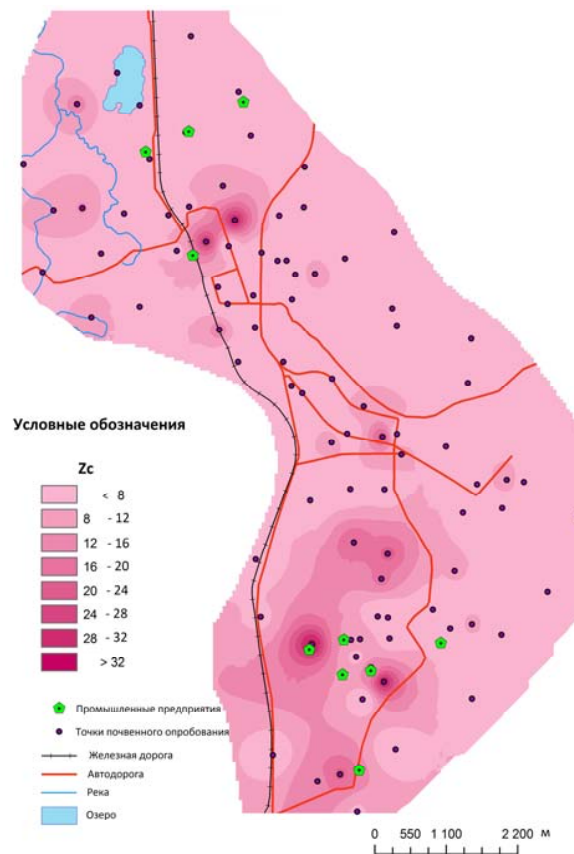 Условные обозначения
Zc
< 8
8 - 12
12 - 16
16 - 20
20 - 24
24 - 28
28 - 32
> 32
Промышленные предприятия
Точки почвенного опробования
Железная дорога
Автодорога
Река
Озеро
0 550 1 100 2 200 м